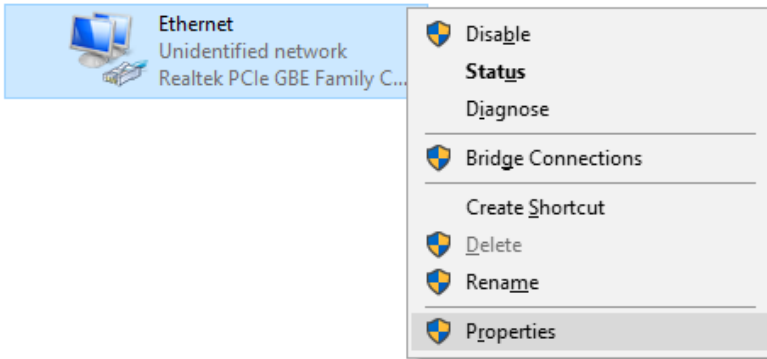 Ethernet
Unidentified network
Realtek PCIe GBE Family C...
Disable
Status
Diagnose
Bridge Connections
Create Shortcut
Delete
Rename
Properties